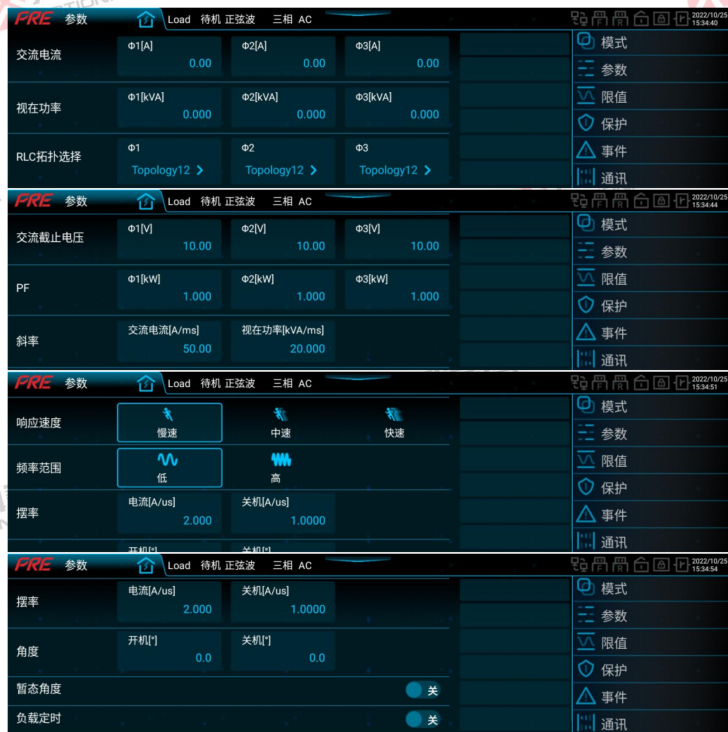 PRE 参数 Load 待机 正弦波 三相 AC 2022/10/25 15:34:40
交流电流 Φ1[A] 0.00 Φ2[A] 0.00 Φ3[A] 0.00
视在功率 Φ1[kVA] 0.000 Φ2[kVA] 0.000 Φ3[kVA] 0.000
RLC拓扑选择 Φ1 Topology12 Φ2 Topology12 Φ3 Topology12
模式
参数
限值
保护
事件
通讯
PRE 参数 Load 待机 正弦波 三相 AC 2022/10/25 15:34:44
交流截止电压 Φ1[V] 10.00 Φ2[V] 10.00 Φ3[V] 10.00
PF Φ1[kW] 1.000 Φ2[kW] 1.000 Φ3[kW] 1.000
斜率 交流电流[A/ms] 50.00 视在功率[kVA/ms] 20.000
模式
参数
限值
保护
事件
通讯
PRE 参数 Load 待机 正弦波 三相 AC 2022/10/25 15:34:51
响应速度 慢速 中速 快速
频率范围 低 高
摆率 电流[A/us] 2.000 关机[A/us] 1.0000
开机[°] 关机[°]
模式
参数
限值
保护
事件
通讯
PRE 参数 Load 待机 正弦波 三相 AC 2022/10/25 15:34:54
摆率 电流[A/us] 2.000 关机[A/us] 1.0000
角度 开机[°] 0.0 关机[°] 0.0
暂态角度 关
负载定时 关
模式
参数
限值
保护
事件
通讯